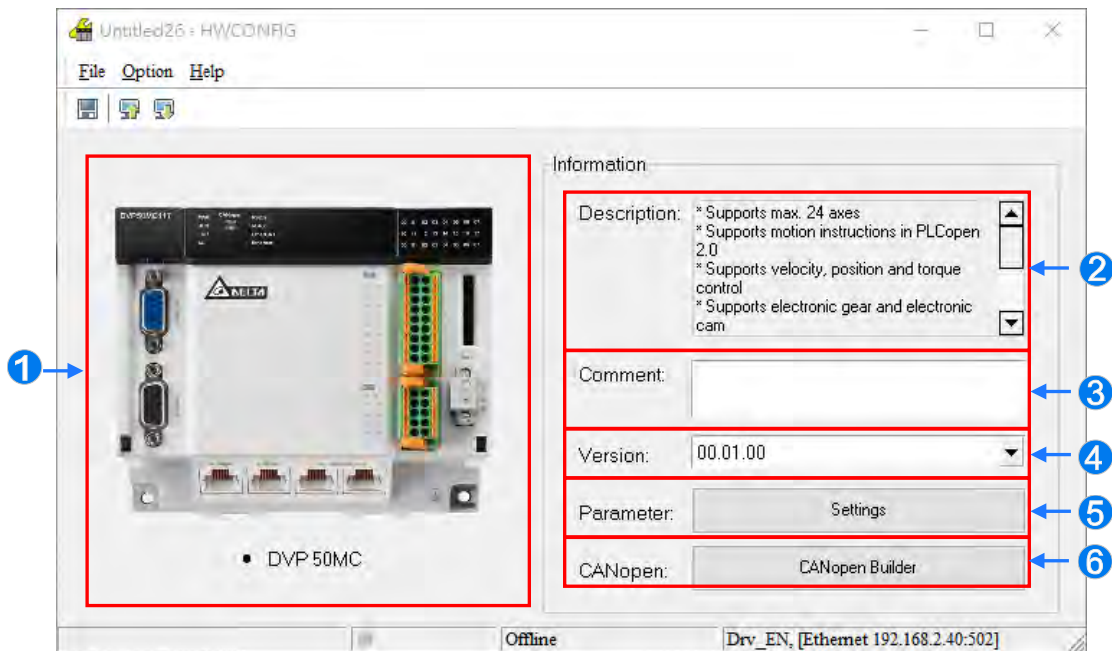 Untitled26 - HWCONFIG
File Option Help
Information
Description:
* Supports max. 24 axes
* Supports motion instructions in PLCopen
2.0
* Supports velocity, position and torque
control
* Supports electronic gear and electronic
cam
Comment:
Version: 00.01.00
Parameter: Settings
CANopen: CANopen Builder
1
2
3
4
5
6
DVP50MC11T
DELTA
• DVP 50MC
Offline
Drv_EN, [Ethernet 192.168.2.40:502]